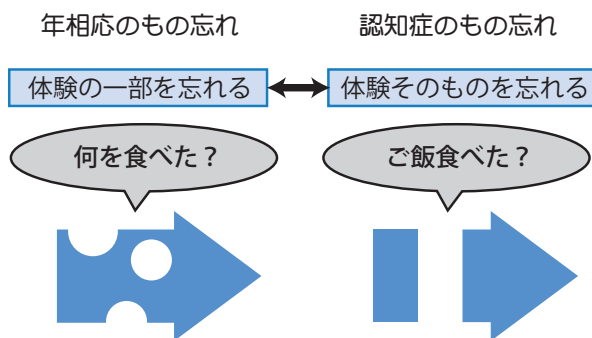 年相応のもの忘れ
認知症のもの忘れ
体験の一部を忘れる
体験そのものを忘れる
何を食べた？
ご飯食べた？